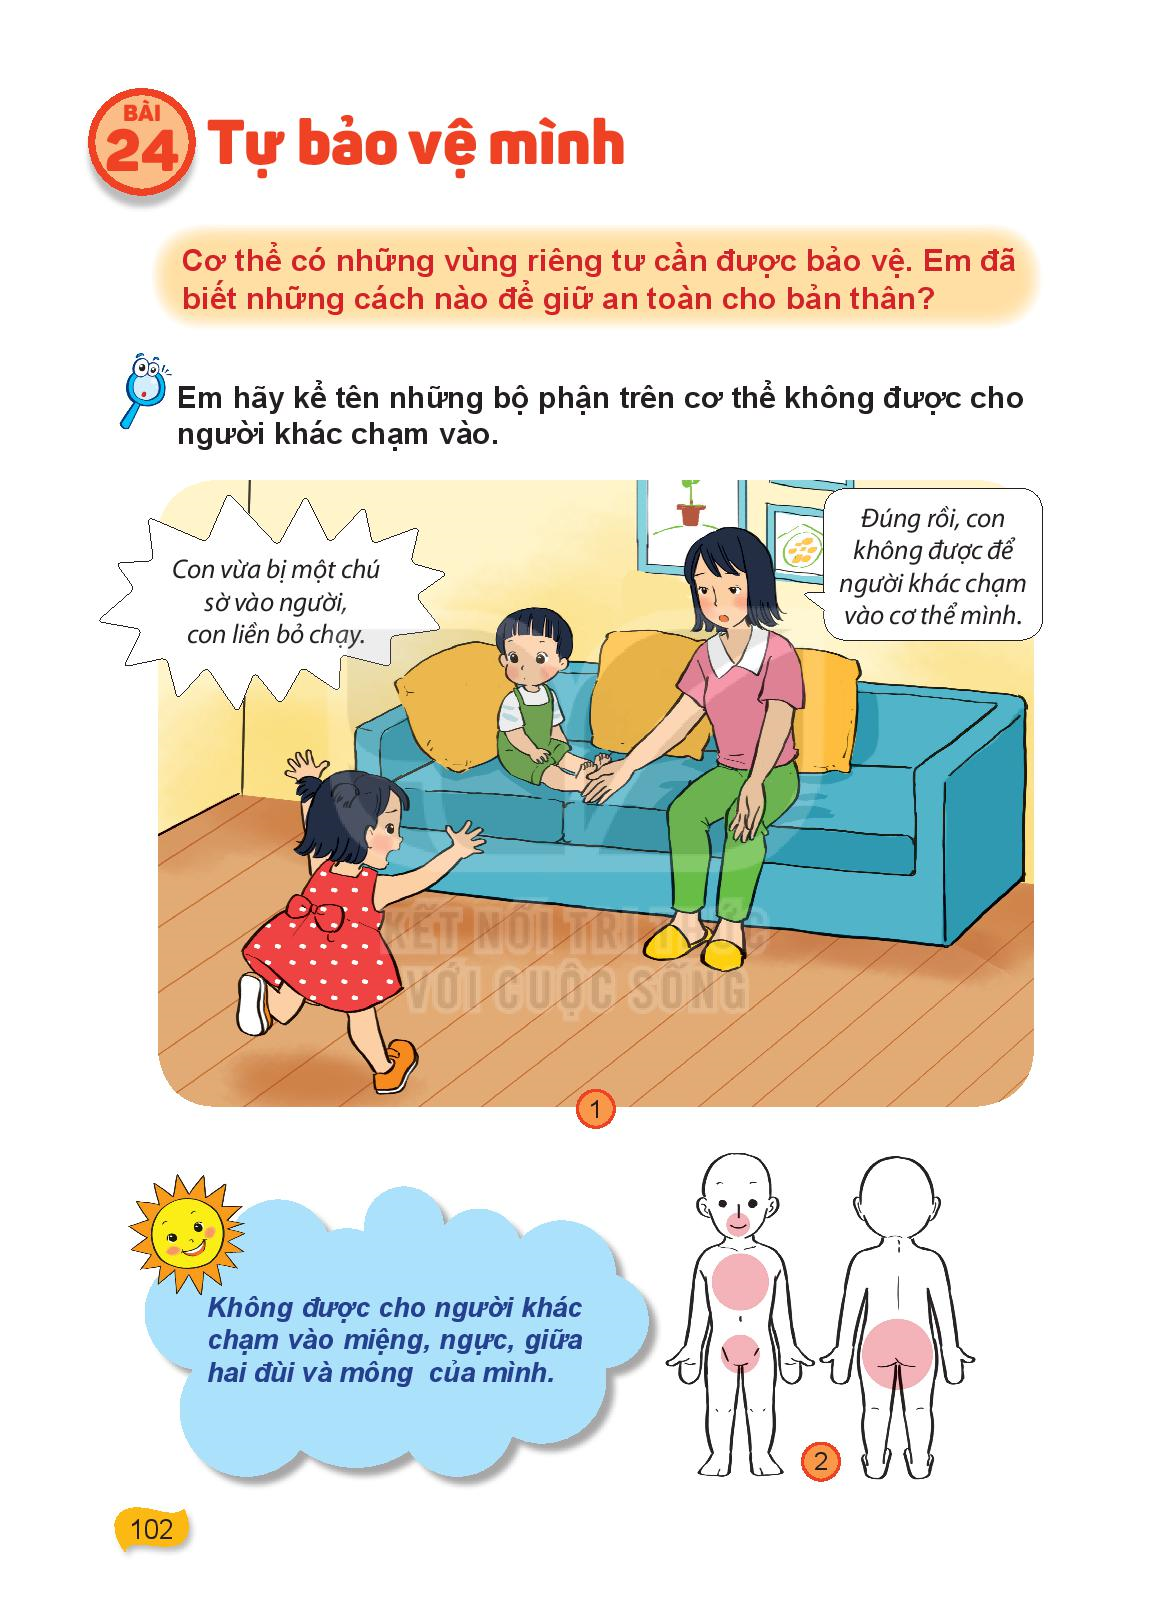 BÀI
24
Tự bảo vệ mình
Cơ thể có những vùng riêng tư cần được bảo vệ. Em đã
biết những cách nào để giữ an toàn cho bản thân?
Em hãy kể tên những bộ phận trên cơ thể không được cho
người khác chạm vào.
Con vừa bị một chú
sờ vào người,
con liền bỏ chạy.
Đúng rồi, con
không được để
người khác chạm
vào cơ thể mình.
KẾT NỐI TRI THỨC
VỚI CUỘC SỐNG
1
Không được cho người khác
chạm vào miệng, ngực, giữa
hai đùi và mông của mình.
2
102